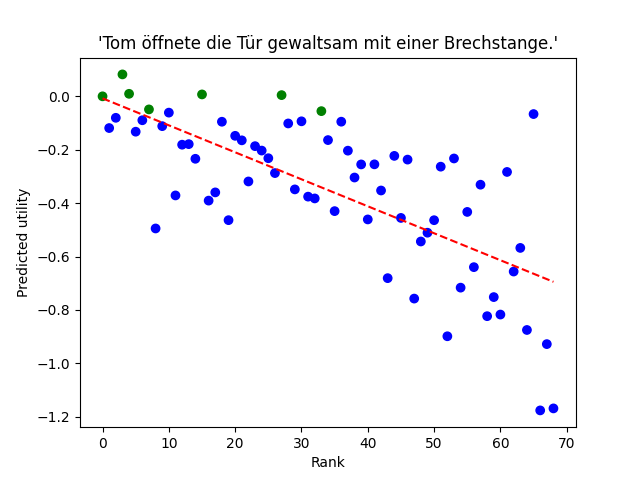 'Tom öffnete die Tür gewaltsam mit einer Brechstange.'
0.0
−0.2
−0.4
−0.6
−0.8
−1.0
−1.2
Predicted utility
0 10 20 30 40 50 60 70
Rank